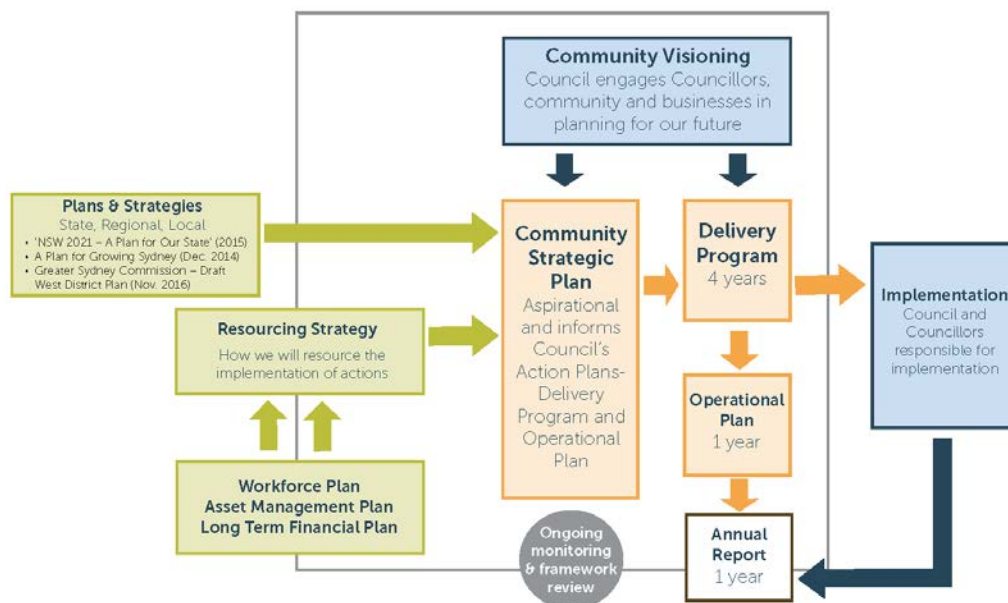 Community Visioning
Council engages Councillors,
community and businesses in
planning for our future
Plans & Strategies
State, Regional, Local
• 'NSW 2021 – A Plan for Our State' (2015)
• A Plan for Growing Sydney (Dec. 2014)
• Greater Sydney Commission – Draft
West District Plan (Nov. 2016)
Resourcing Strategy
How we will resource the
implementation of actions
Workforce Plan
Asset Management Plan
Long Term Financial Plan
Community
Strategic
Plan
Aspirational
and informs
Council's
Action Plans-
Delivery
Program and
Operational
Plan
Delivery
Program
4 years
Operational
Plan
1 year
Annual
Report
1 year
Implementation
Council and
Councillors
responsible for
implementation
Ongoing
monitoring
& framework
review